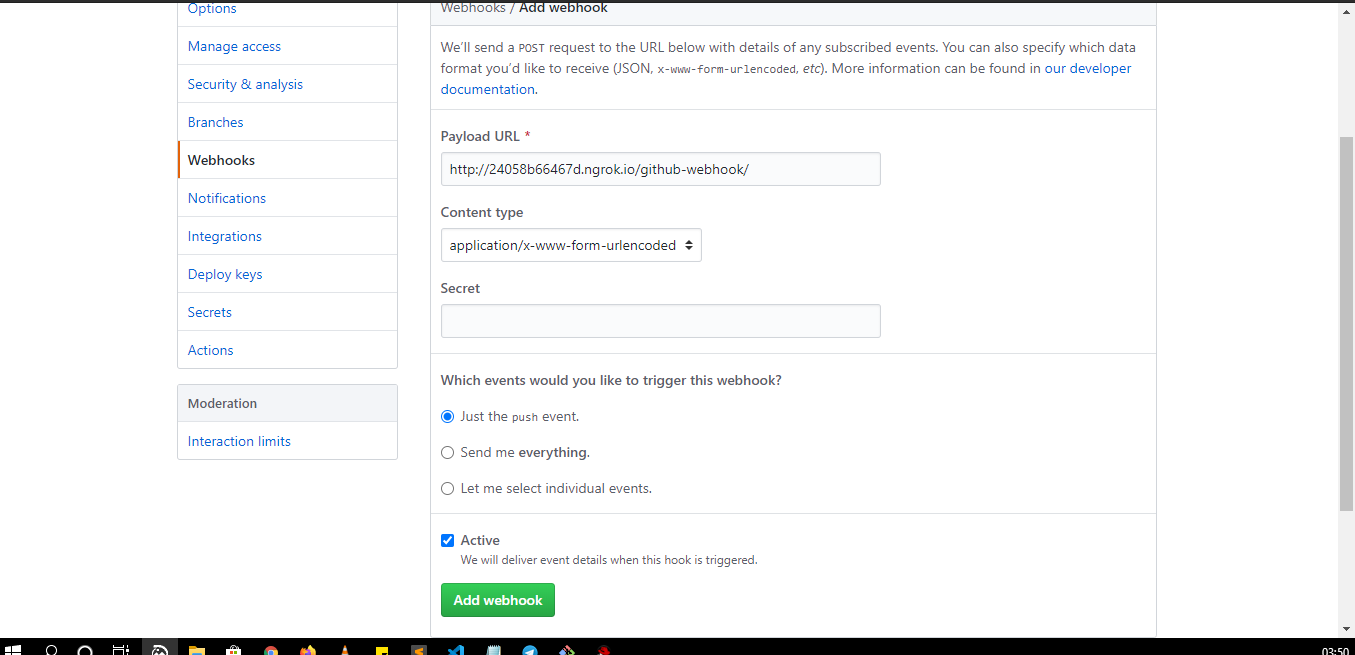 Options
Manage access
Security & analysis
Branches
Webhooks
Notifications
Integrations
Deploy keys
Secrets
Actions
Moderation
Interaction limits
Webhooks / Add webhook
We'll send a POST request to the URL below with details of any subscribed events. You can also specify which data
format you'd like to receive (JSON, x-www-form-urlencoded, etc). More information can be found in our developer
documentation.
Payload URL *
http://24058b66467d.ngrok.io/github-webhook/
Content type
application/x-www-form-urlencoded
Secret
Which events would you like to trigger this webhook?
Just the push event.
Send me everything.
Let me select individual events.
Active
We will deliver event details when this hook is triggered.
Add webhook
03:50